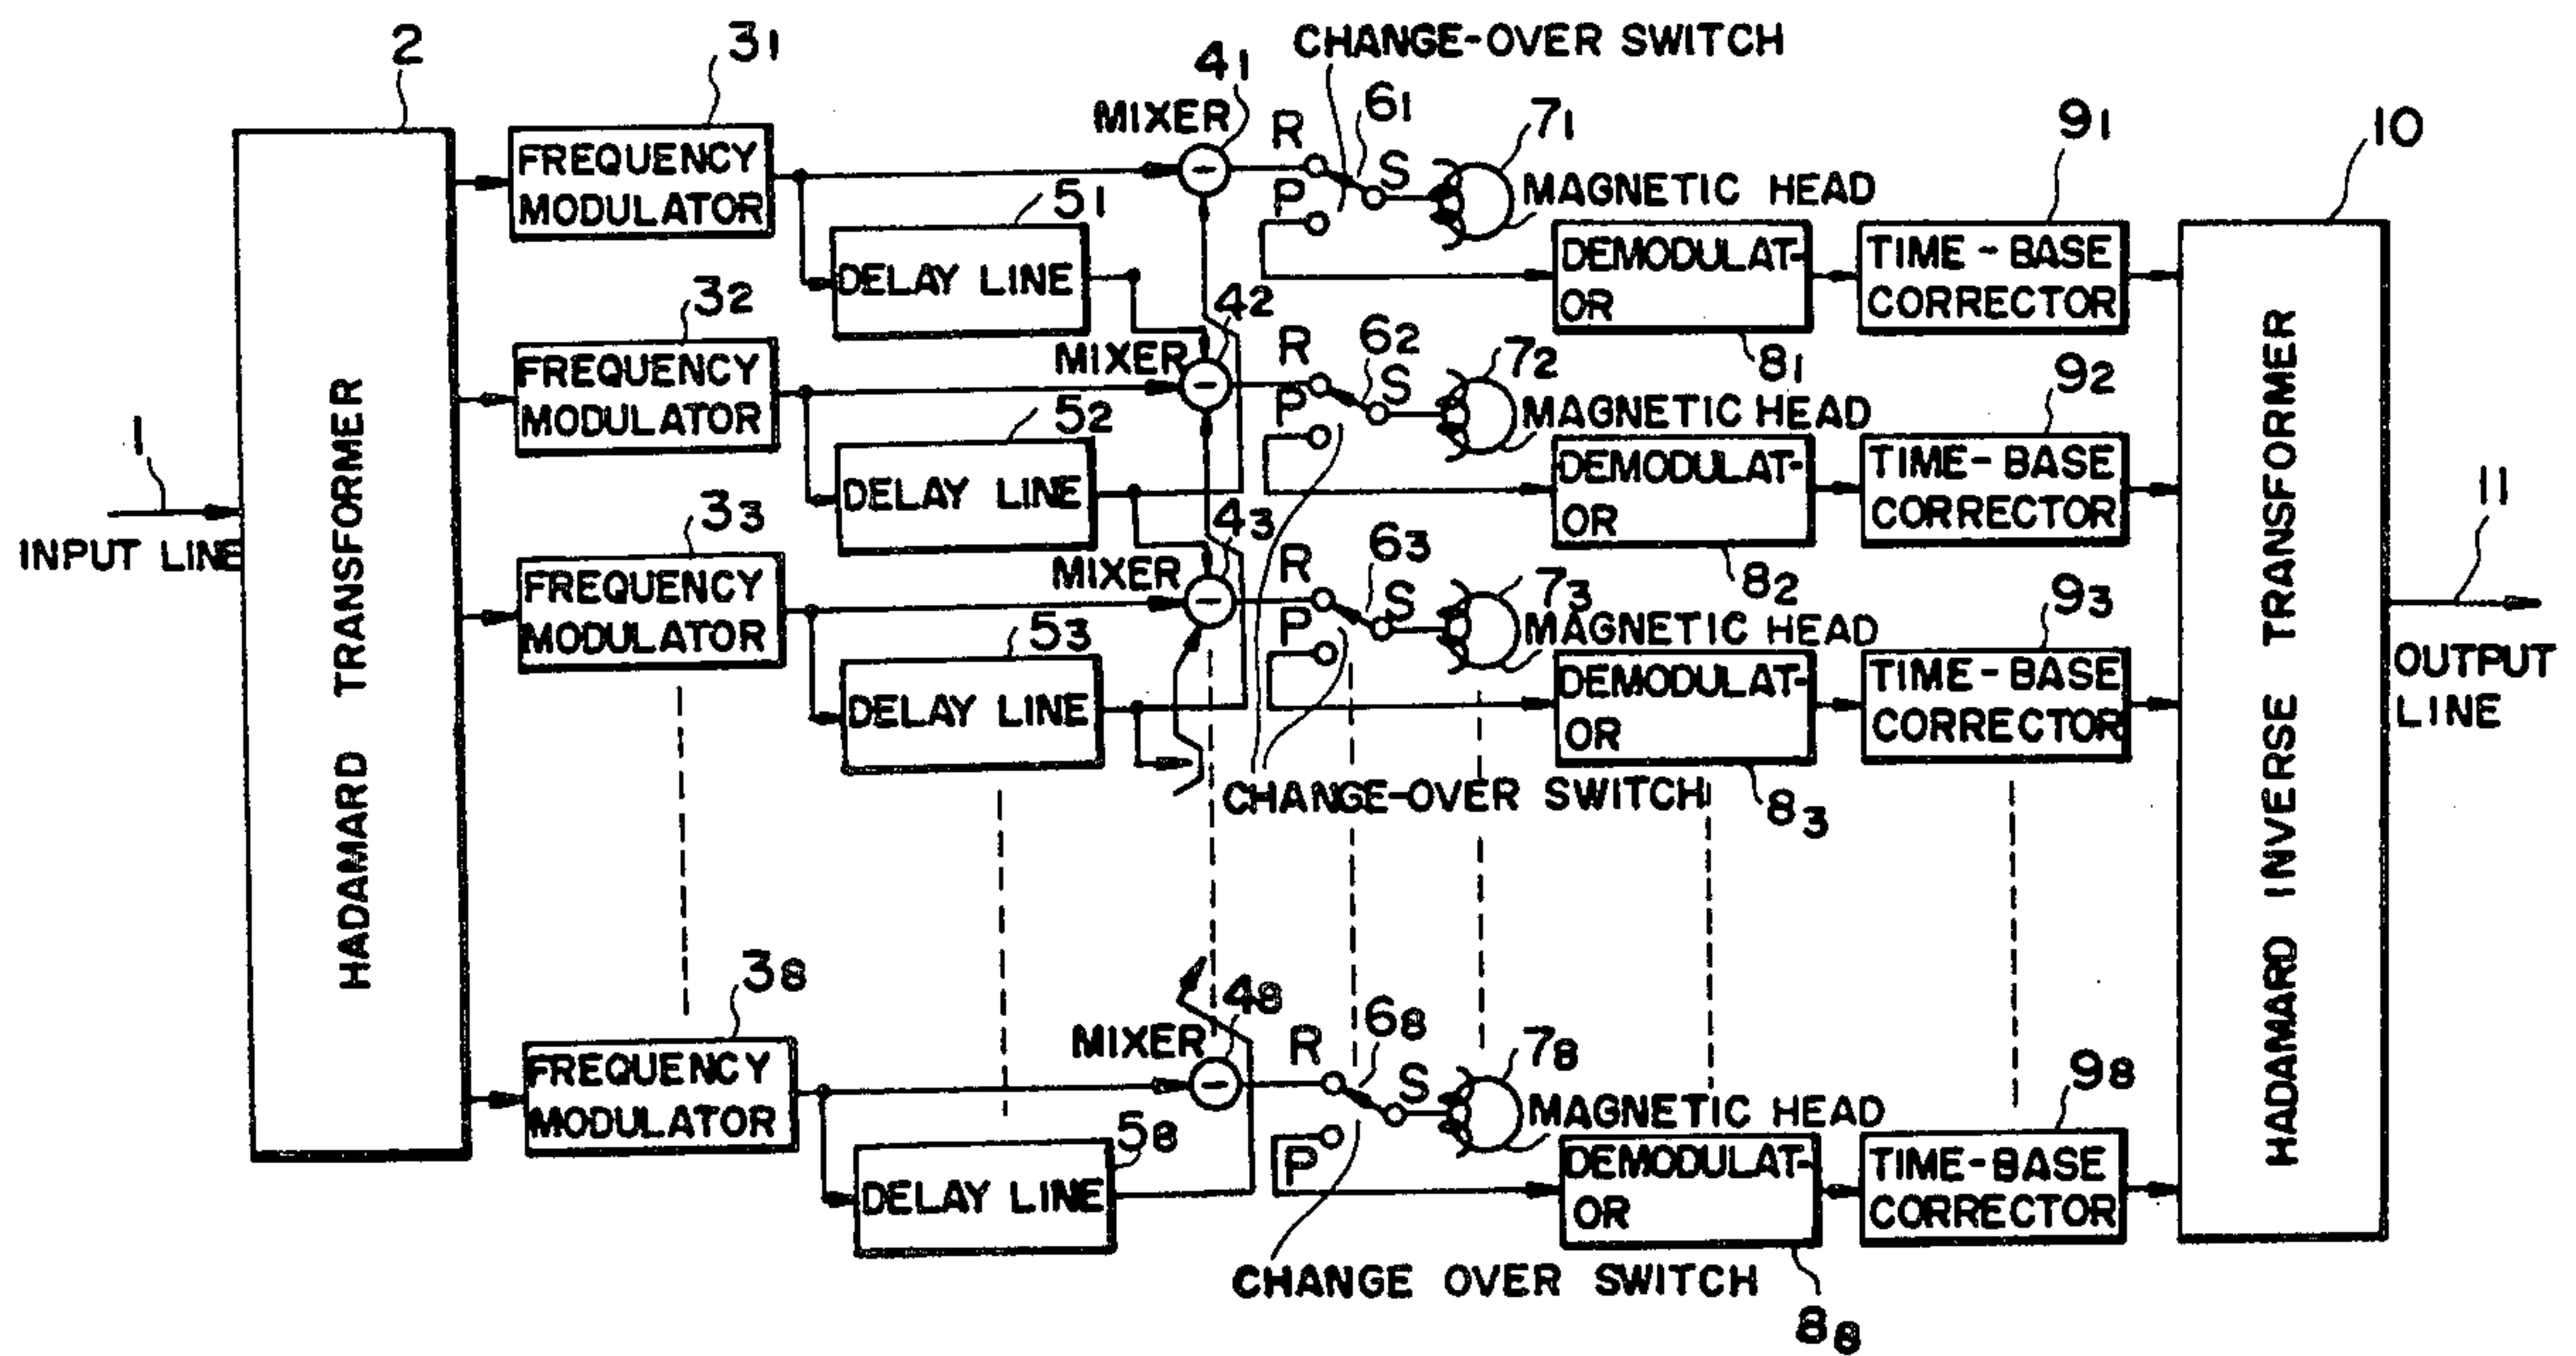 2
HADAMARD TRANSFORMER
1
INPUT LINE
31
FREQUENCY
MODULATOR
51
DELAY LINE
MIXER
41
CHANGE-OVER SWITCH
R
P
61
S
71
MAGNETIC HEAD
DEMODULAT-
OR
81
91
TIME-BASE
CORRECTOR
32
FREQUENCY
MODULATOR
52
DELAY LINE
MIXER
42
R
P
62
S
72
MAGNETIC HEAD
DEMODULAT-
OR
82
92
TIME-BASE
CORRECTOR
33
FREQUENCY
MODULATOR
53
DELAY LINE
MIXER
43
R
P
63
S
73
MAGNETIC HEAD
DEMODULAT-
OR
83
93
TIME-BASE
CORRECTOR
CHANGE-OVER SWITCH
38
FREQUENCY
MODULATOR
58
DELAY LINE
MIXER
48
R
P
68
S
78
MAGNETIC HEAD
DEMODULAT-
OR
88
98
TIME-BASE
CORRECTOR
CHANGE OVER SWITCH
10
HADAMARD INVERSE TRANSFORMER
11
OUTPUT
LINE